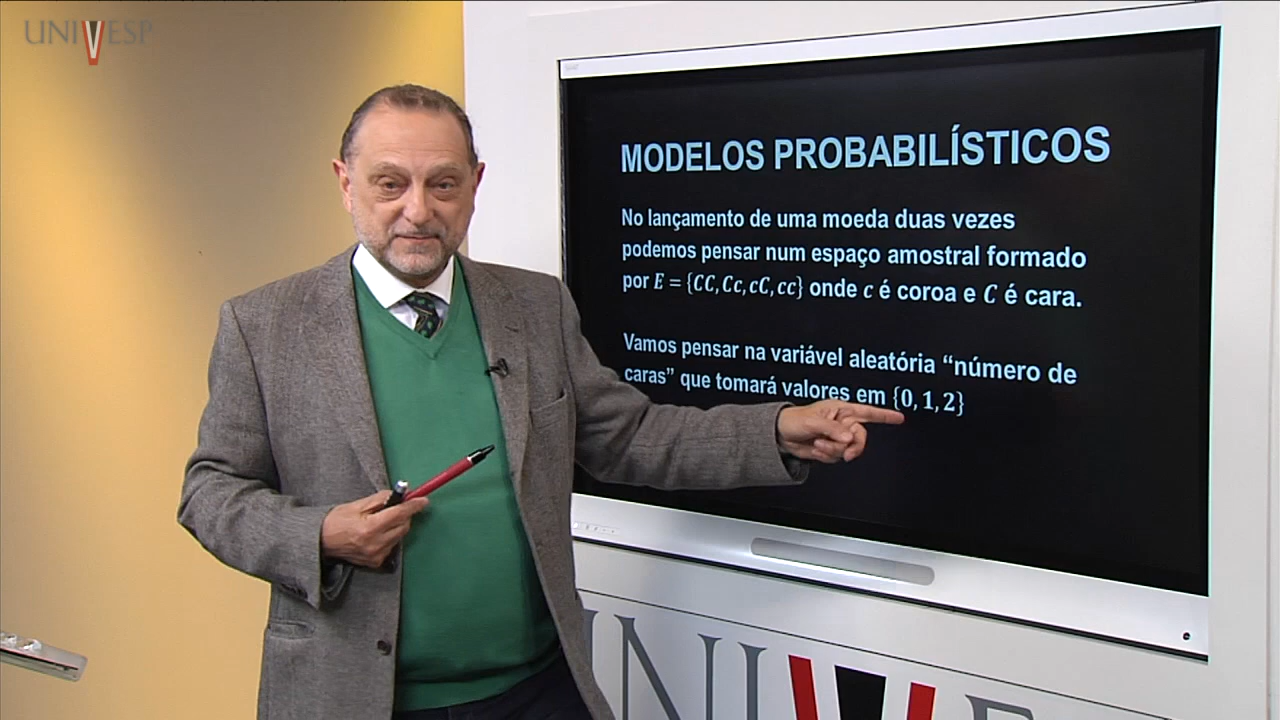 UNIVESP
MODELOS PROBABILÍSTICOS
No lançamento de uma moeda duas vezes
podemos pensar num espaço amostral formado
por E = {CC, Cc, cC, cc} onde c é coroa e C é cara.
Vamos pensar na variável aleatória “número de
caras” que tomará valores em {0, 1, 2}
UNIVE